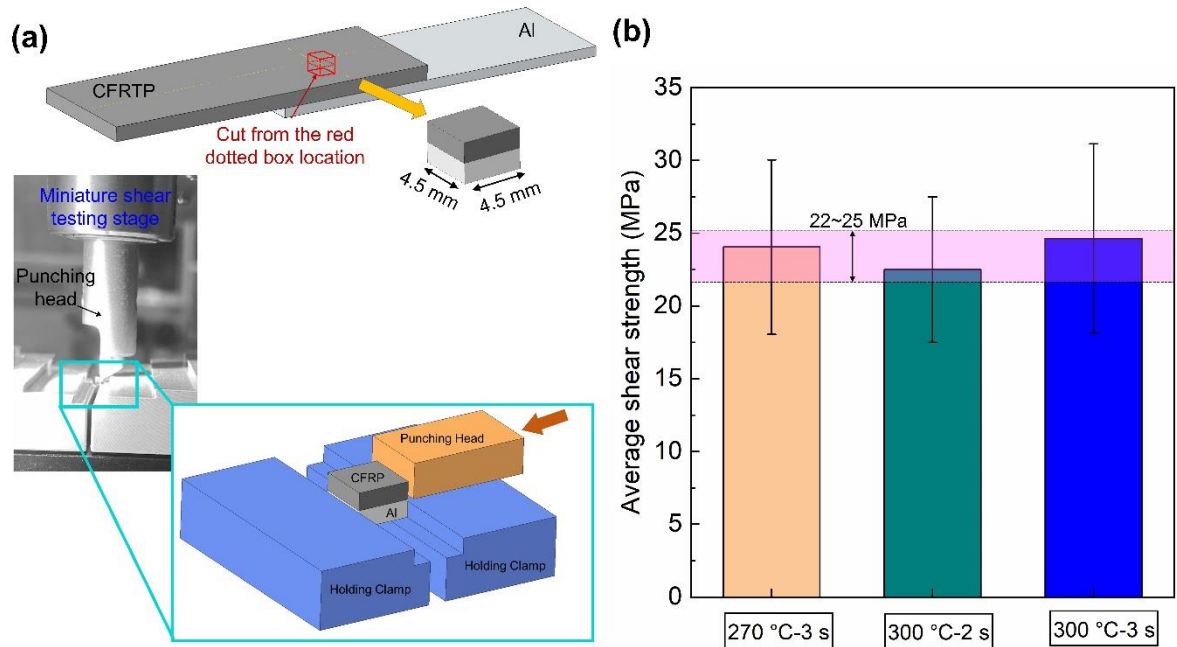 (a)
Al
CFRTP
Cut from the red
dotted box location
4.5 mm
4.5 mm
Miniature shear
testing stage
Punching
head
Punching Head
CFRP
Al
Holding Clamp
Holding Clamp
(b)
Average shear strength (MPa)
35
30
25
20
15
10
5
0
22~25 MPa
270 °C-3 s
300 °C-2 s
300 °C-3 s